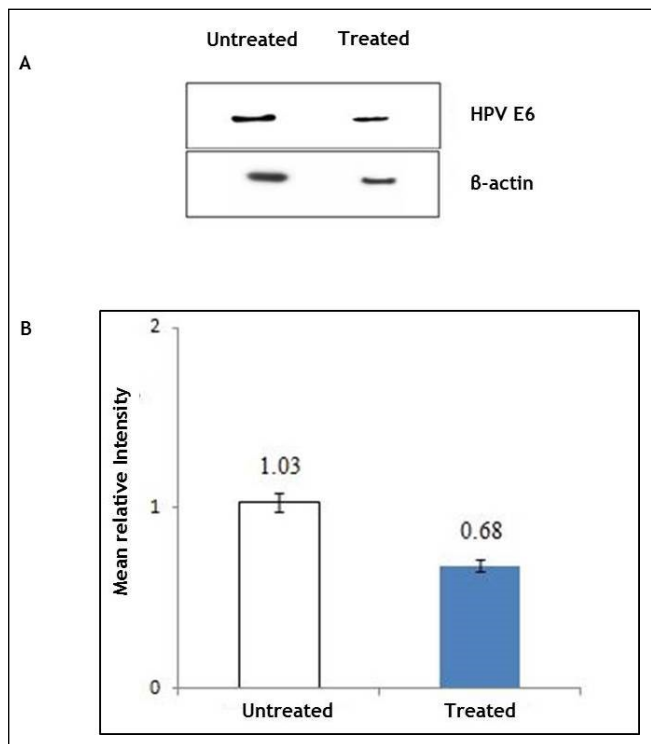 Untreated Treated
A
HPV E6
ß-actin
B
Mean relative Intensity
2
1
0
1.03
0.68
Untreated Treated